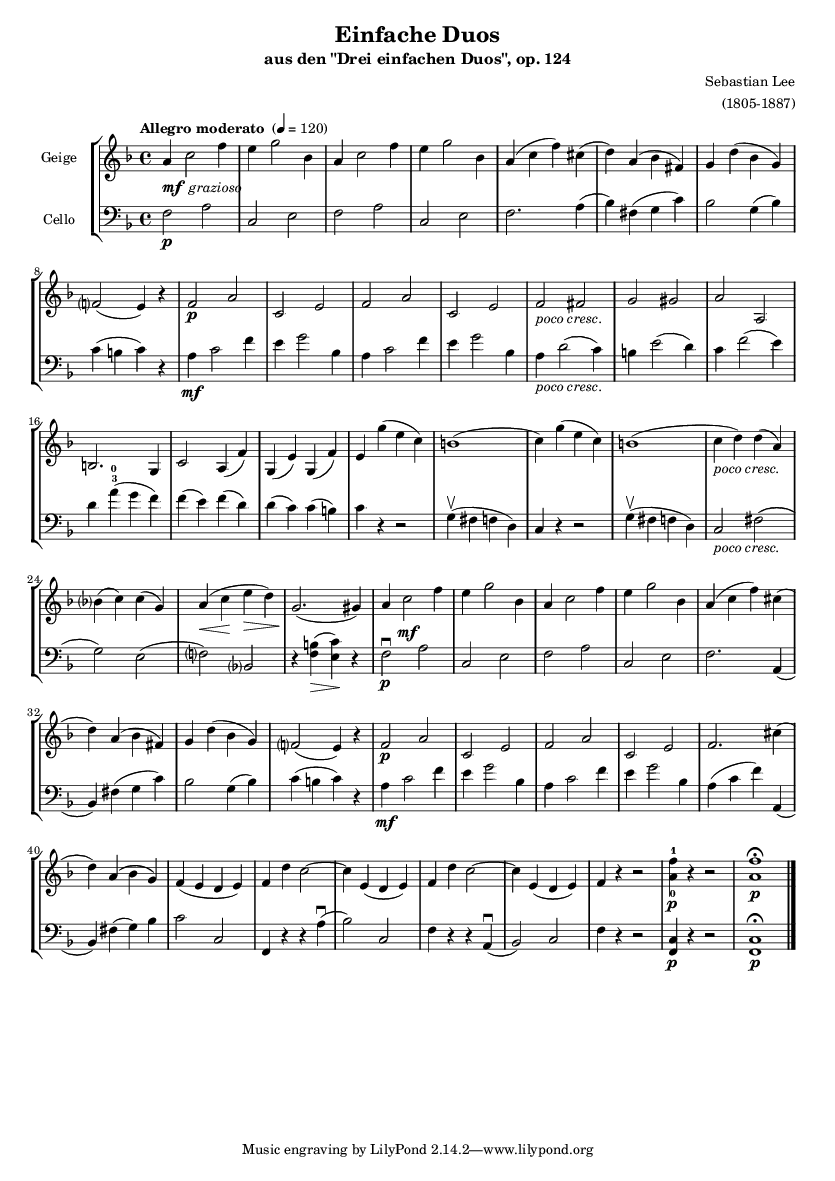 Einfache Duos
aus den "Drei einfachen Duos", op. 124
Sebastian Lee
(1805-1887)
Allegro moderato (♩ = 120)
Geige
mf grazioso
Cello
p
8
p
poco cresc.
mf
poco cresc.
16
0
3
poco cresc.
poco cresc.
24
mf
p
32
p
mf
40
1
0
p
p
p
p
Music engraving by LilyPond 2.14.2—www.lilypond.org